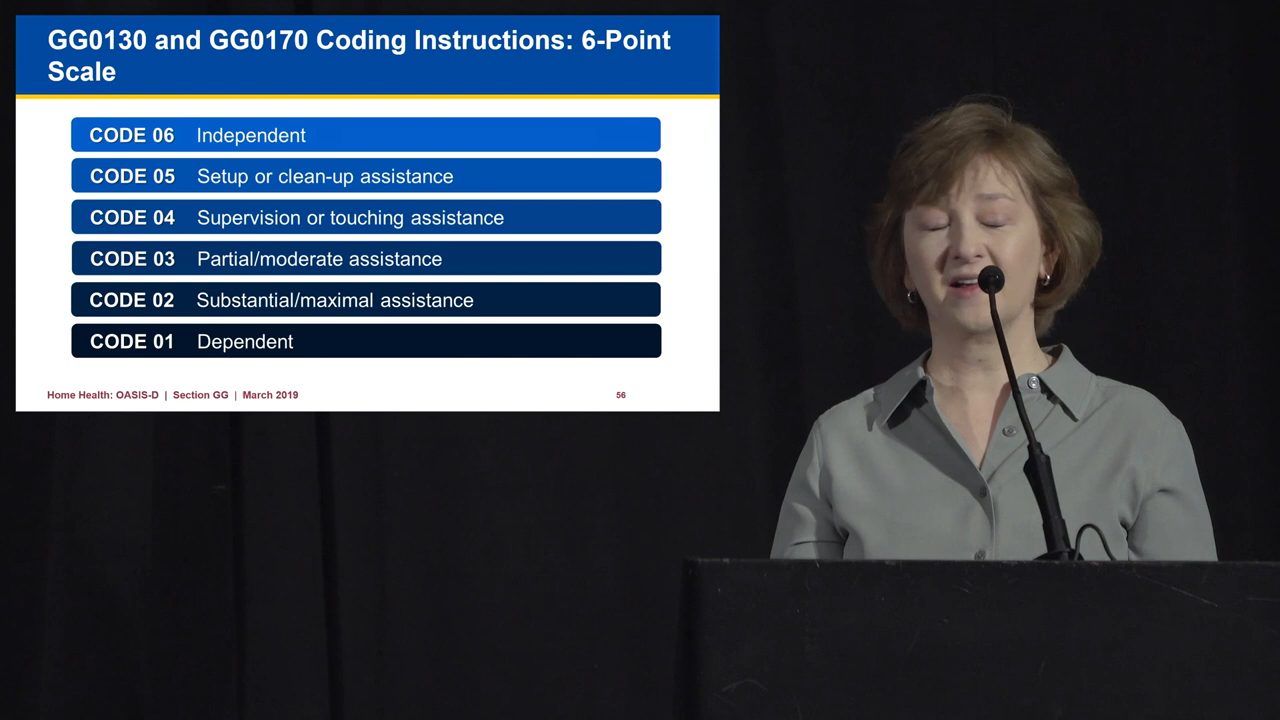 GG0130 and GG0170 Coding Instructions: 6-Point
Scale
CODE 06 Independent
CODE 05 Setup or clean-up assistance
CODE 04 Supervision or touching assistance
CODE 03 Partial/moderate assistance
CODE 02 Substantial/maximal assistance
CODE 01 Dependent
Home Health: OASIS-D | Section GG | March 2019 56